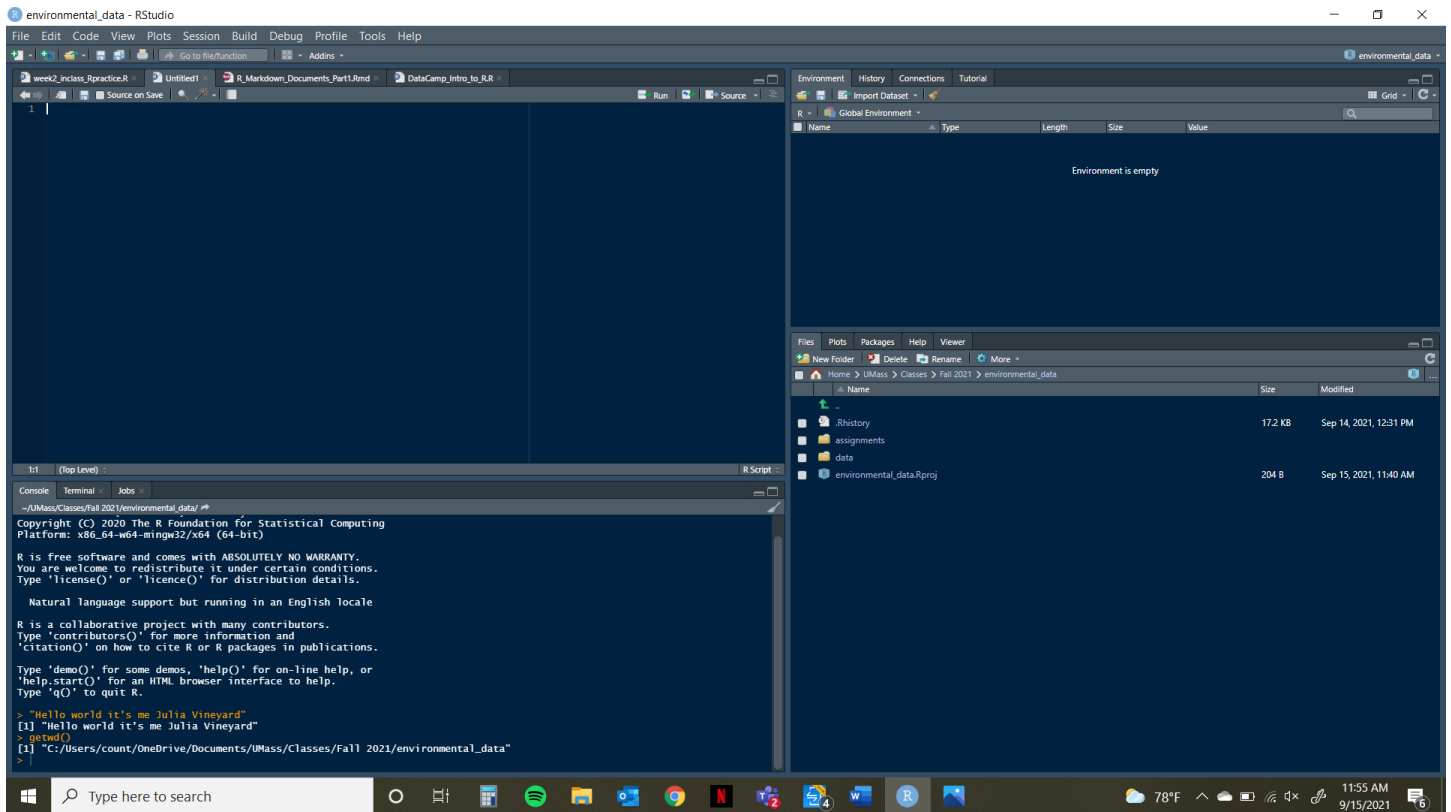 environmental_data - RStudio
File Edit Code View Plots Session Build Debug Profile Tools Help
Go to file/function Addins environmental_data
week2_inclass_Rpractice.R Untitled1 R_Markdown_Documents_Part1.Rmd DataCamp_Intro_to_R.R
Source on Save Run Source
1
1:1 (Top Level) R Script
Console Terminal Jobs
~/UMass/Classes/Fall 2021/environmental_data/
Copyright (C) 2020 The R Foundation for Statistical Computing
Platform: x86_64-w64-mingw32/x64 (64-bit)
R is free software and comes with ABSOLUTELY NO WARRANTY.
You are welcome to redistribute it under certain conditions.
Type 'license()' or 'licence()' for distribution details.
Natural language support but running in an English locale
R is a collaborative project with many contributors.
Type 'contributors()' for more information and
'citation()' on how to cite R or R packages in publications.
Type 'demo()' for some demos, 'help()' for on-line help, or
'help.start()' for an HTML browser interface to help.
Type 'q()' to quit R.
> "Hello world it's me Julia Vineyard"
[1] "Hello world it's me Julia Vineyard"
> getwd()
[1] "C:/Users/count/OneDrive/Documents/UMass/Classes/Fall 2021/environmental_data"
>
Environment History Connections Tutorial
Import Dataset Grid
R Global Environment
Name Type Length Size Value
Environment is empty
Files Plots Packages Help Viewer
New Folder Delete Rename More
Home > UMass > Classes > Fall 2021 > environmental_data
Name Size Modified
..
.Rhistory 17.2 KB Sep 14, 2021, 12:31 PM
assignments
data
environmental_data.Rproj 204 B Sep 15, 2021, 11:40 AM
Type here to search 78°F 11:55 AM
9/15/2021